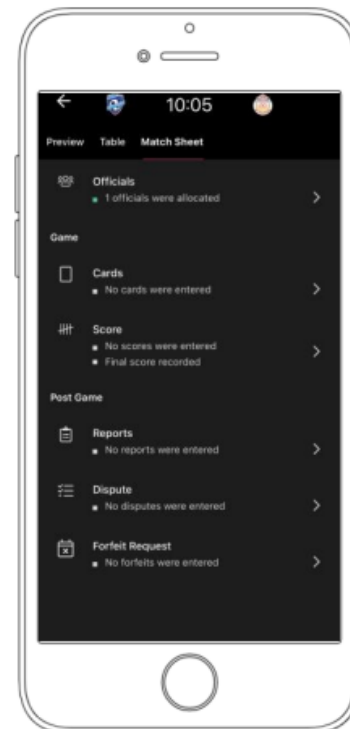 10:05
Preview Table Match Sheet
Officials
1 officials were allocated
Game
Cards
No cards were entered
Score
No scores were entered
Final score recorded
Post Game
Reports
No reports were entered
Dispute
No disputes were entered
Forfeit Request
No forfeits were entered